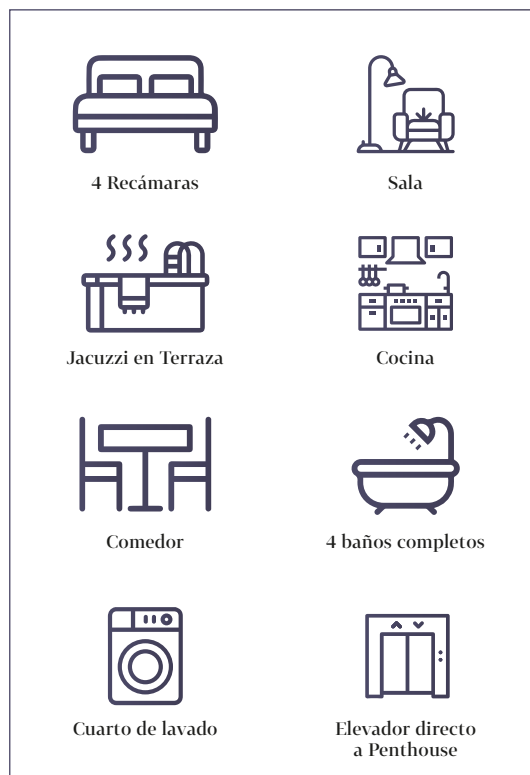 4 Recámaras
Sala
Jacuzzi en Terraza
Cocina
Comedor
4 baños completos
Cuarto de lavado
Elevador directo
a Penthouse